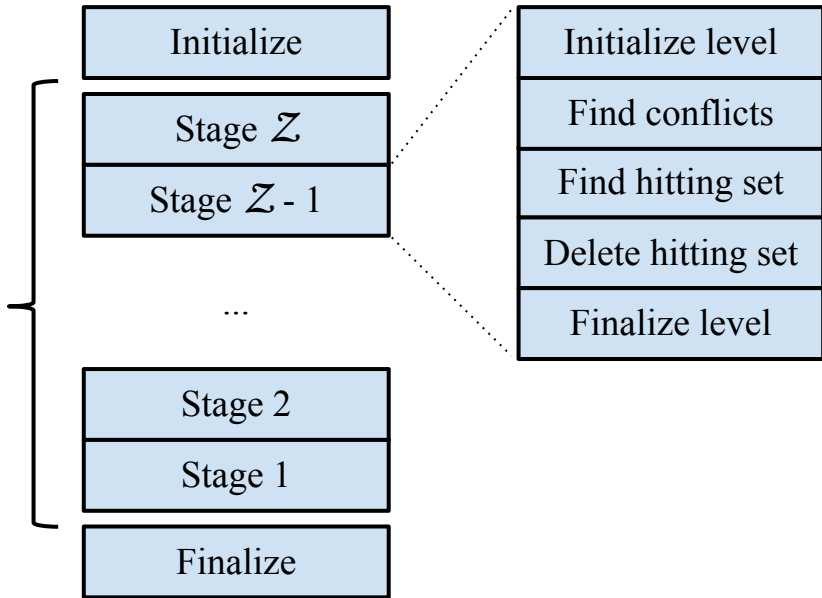 Initialize
Stage 𝒵
Stage 𝒵 - 1
...
Stage 2
Stage 1
Finalize
Initialize level
Find conflicts
Find hitting set
Delete hitting set
Finalize level